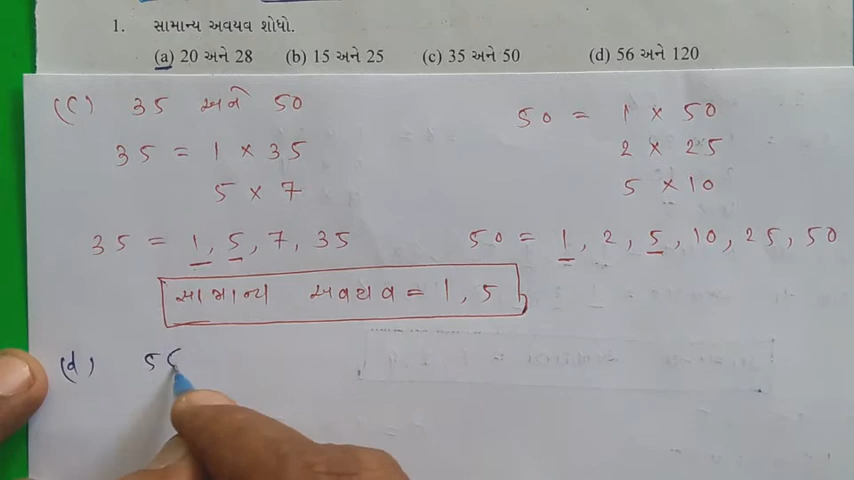 1. સામાન્ય અવયવ શોધો.
(a) 20 અને 28 (b) 15 અને 25 (c) 35 અને 50 (d) 56 અને 120
(c) 35 અને 50
35 = 1 × 35
5 × 7
50 = 1 × 50
2 × 25
5 × 10
35 = 1, 5, 7, 35
50 = 1, 2, 5, 10, 25, 50
સામાન્ય અવયવ = 1, 5
(d) 5